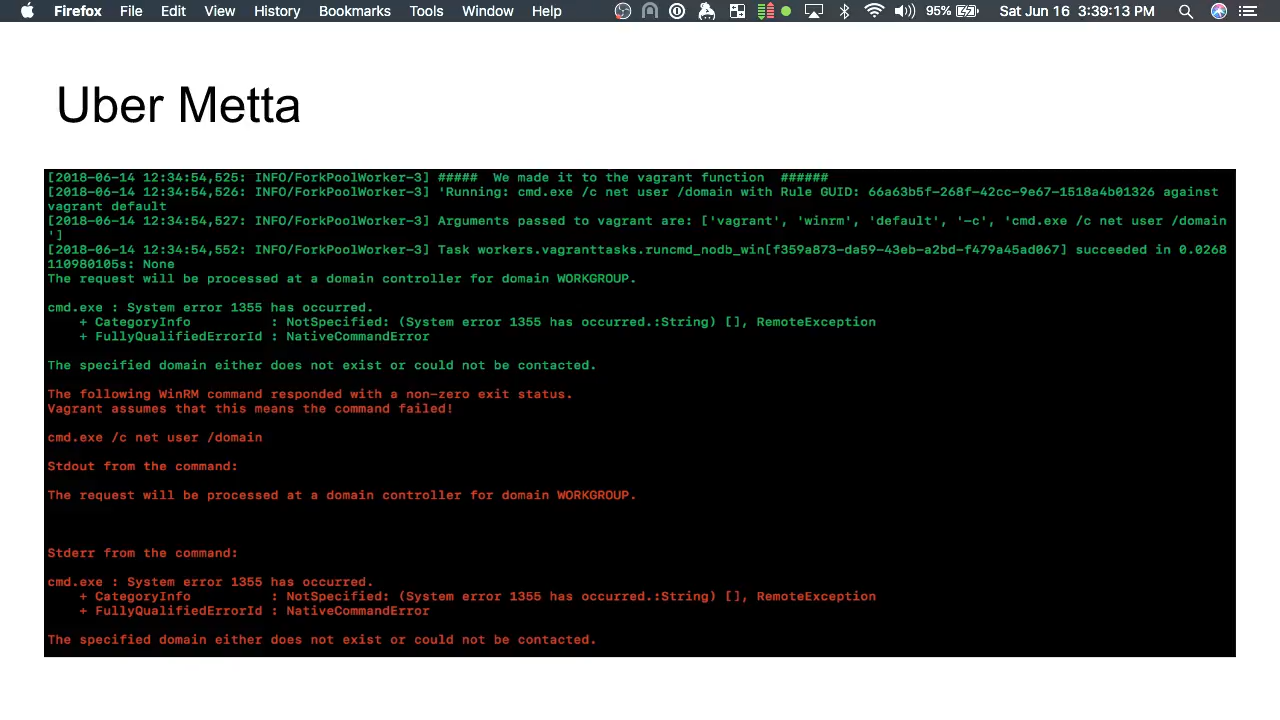 Firefox File Edit View History Bookmarks Tools Window Help 95% Sat Jun 16 3:39:13 PM
Uber Metta
[2018-06-14 12:34:54,525: INFO/ForkPoolWorker-3] ##### We made it to the vagrant function ######
[2018-06-14 12:34:54,526: INFO/ForkPoolWorker-3] 'Running: cmd.exe /c net user /domain with Rule GUID: 66a63b5f-268f-42cc-9e67-1518a4b01326 against
vagrant default
[2018-06-14 12:34:54,527: INFO/ForkPoolWorker-3] Arguments passed to vagrant are: ['vagrant', 'winrm', 'default', '-c', 'cmd.exe /c net user /domain
']
[2018-06-14 12:34:54,552: INFO/ForkPoolWorker-3] Task workers.vagranttasks.runcmd_nodb_win[f359a873-da59-43eb-a2bd-f479a45ad067] succeeded in 0.0268
110980105s: None
The request will be processed at a domain controller for domain WORKGROUP.
cmd.exe : System error 1355 has occurred.
+ CategoryInfo : NotSpecified: (System error 1355 has occurred.:String) [], RemoteException
+ FullyQualifiedErrorId : NativeCommandError
The specified domain either does not exist or could not be contacted.
The following WinRM command responded with a non-zero exit status.
Vagrant assumes that this means the command failed!
cmd.exe /c net user /domain
Stdout from the command:
The request will be processed at a domain controller for domain WORKGROUP.
Stderr from the command:
cmd.exe : System error 1355 has occurred.
+ CategoryInfo : NotSpecified: (System error 1355 has occurred.:String) [], RemoteException
+ FullyQualifiedErrorId : NativeCommandError
The specified domain either does not exist or could not be contacted.